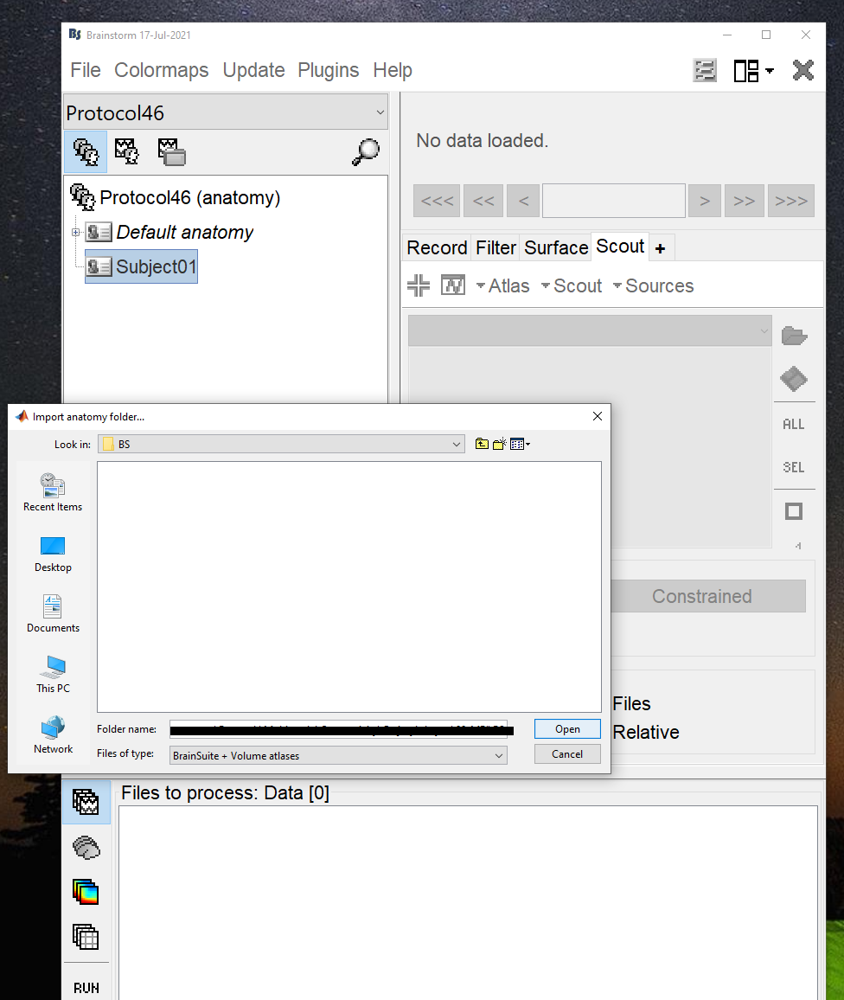 Brainstorm 17-Jul-2021
File Colormaps Update Plugins Help
Protocol46
No data loaded.
Protocol46 (anatomy)
<<< << < > >> >>>
Default anatomy
Subject01
Record Filter Surface Scout +
Atlas Scout Sources
ALL
SEL
Import anatomy folder...
Look in: BS
Recent Items
Desktop
Documents
This PC
Network
Folder name:
Open
Files of type: BrainSuite + Volume atlases
Cancel
Constrained
Files
Relative
Files to process: Data [0]
RUN